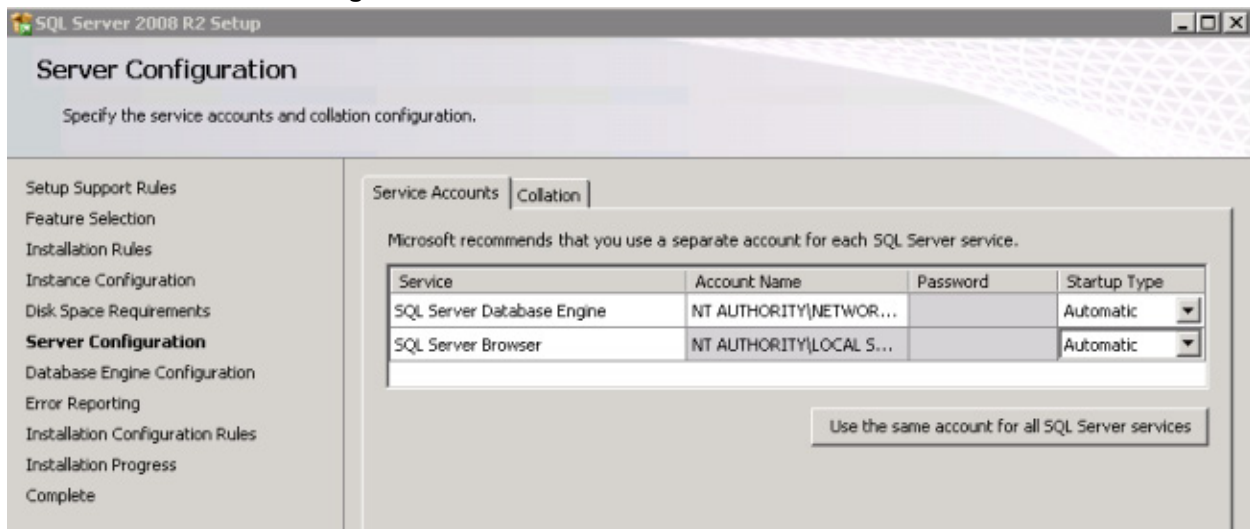 SQL Server 2008 R2 Setup
Server Configuration
Specify the service accounts and collation configuration.
Setup Support Rules
Feature Selection
Installation Rules
Instance Configuration
Disk Space Requirements
Server Configuration
Database Engine Configuration
Error Reporting
Installation Configuration Rules
Installation Progress
Complete
Service Accounts Collation
Microsoft recommends that you use a separate account for each SQL Server service.
Service Account Name Password Startup Type
SQL Server Database Engine NT AUTHORITY\NETWOR... Automatic
SQL Server Browser NT AUTHORITY\LOCAL S... Automatic
Use the same account for all SQL Server services